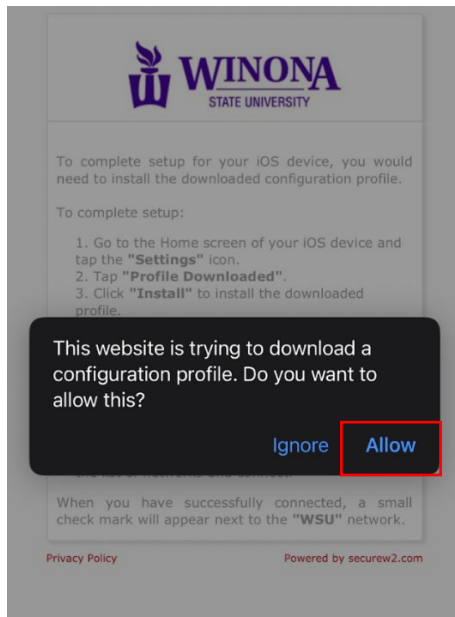 WINONA
STATE UNIVERSITY
To complete setup for your iOS device, you would
need to install the downloaded configuration profile.
To complete setup:
1. Go to the Home screen of your iOS device and
tap the "Settings" icon.
2. Tap "Profile Downloaded".
3. Click "Install" to install the downloaded
profile.
This website is trying to download a
configuration profile. Do you want to
allow this?
Ignore Allow
When you have successfully connected, a small
check mark will appear next to the "WSU" network.
Privacy Policy Powered by securew2.com